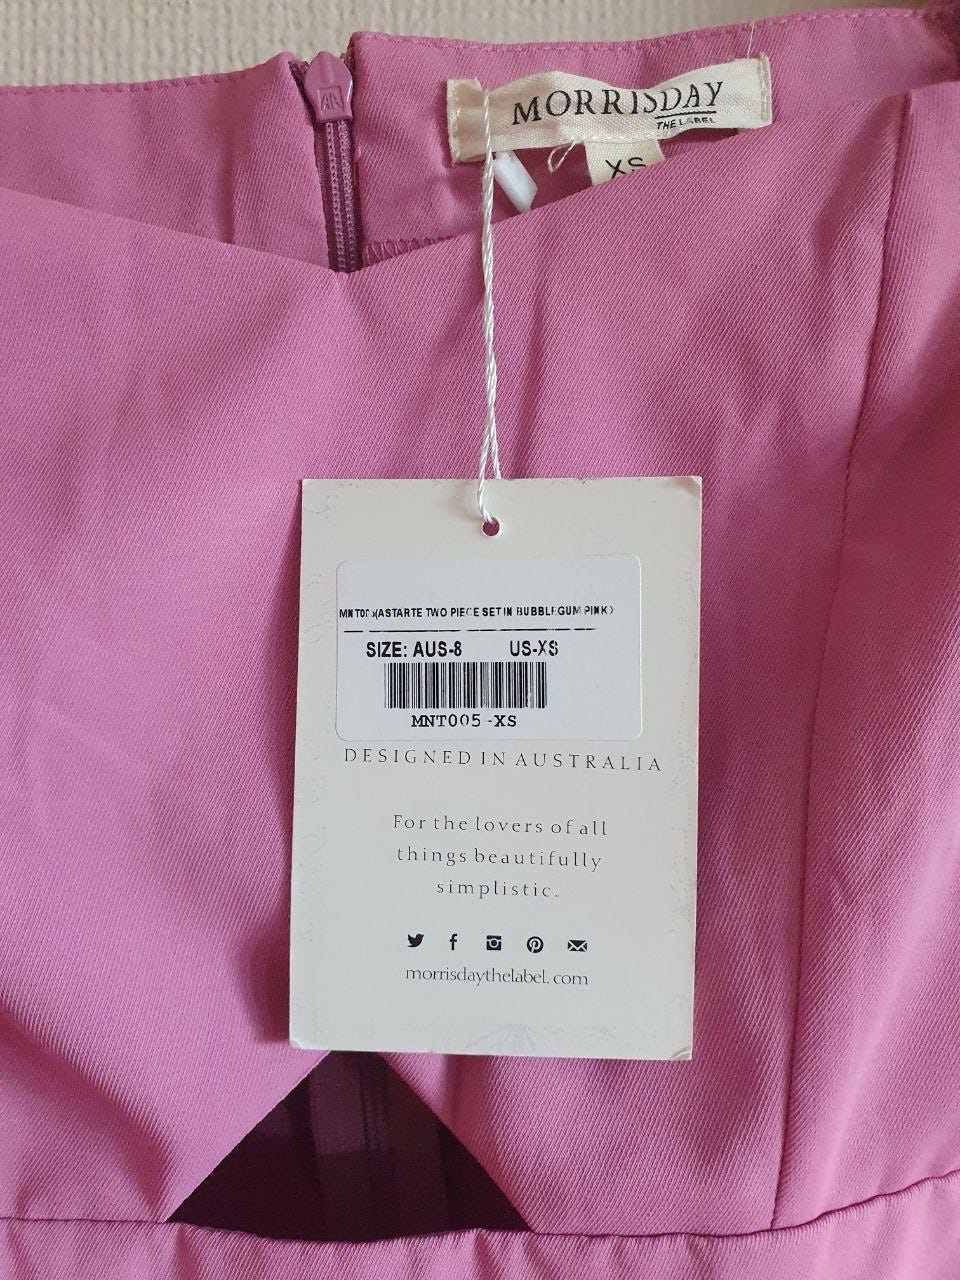 MORRISDAY
THE LABEL
XS
MNT005(ASTARTE TWO PIECE SET IN BUBBLEGUM PINK)
SIZE: AUS-8 US-XS
MNT005-XS
DESIGNED IN AUSTRALIA
For the lovers of all
things beautifully
simplistic.
morrisdaythelabel.com